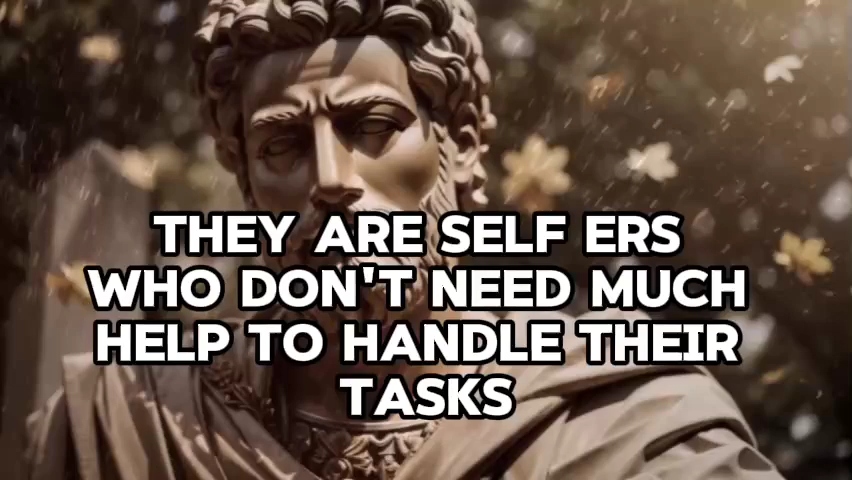 THEY ARE SELF ERS
WHO DON'T NEED MUCH
HELP TO HANDLE THEIR
TASKS